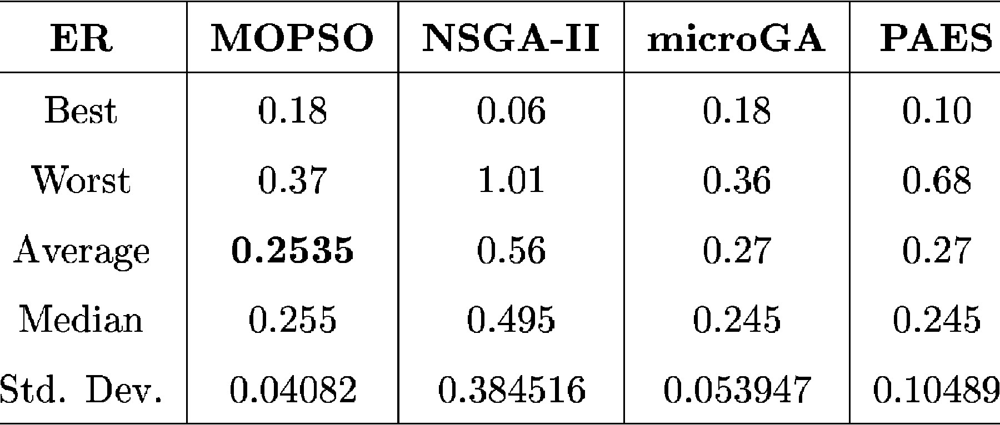 ER MOPSO NSGA-II microGA PAES
Best 0.18 0.06 0.18 0.10
Worst 0.37 1.01 0.36 0.68
Average 0.2535 0.56 0.27 0.27
Median 0.255 0.495 0.245 0.245
Std. Dev. 0.04082 0.384516 0.053947 0.10489